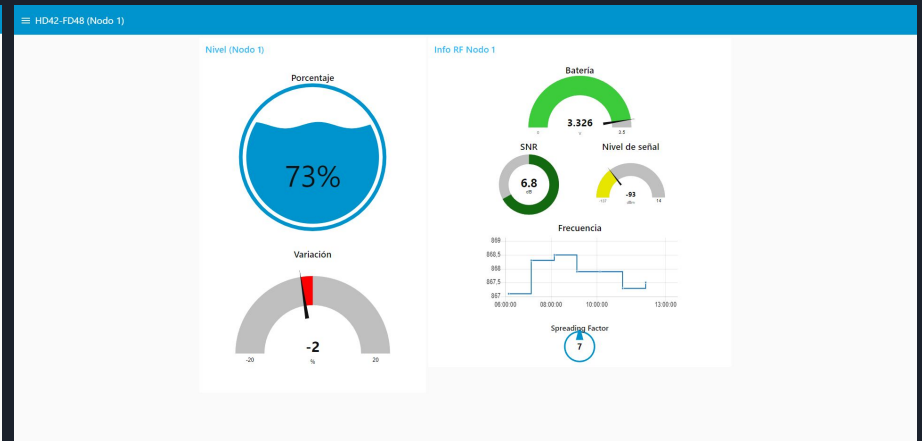 HD42-FD48 (Nodo 1)
Nivel (Nodo 1)
Porcentaje
73%
Variación
-2
-20
%
20
Info RF Nodo 1
Batería
3.326
v
3.5
SNR
6.8
dB
Nivel de señal
-93
dBm
14
Frecuencia
869
868,5
868
867,5
867
06:00:00 08:00:00 10:00:00 13:00:00
Spreading Factor
7